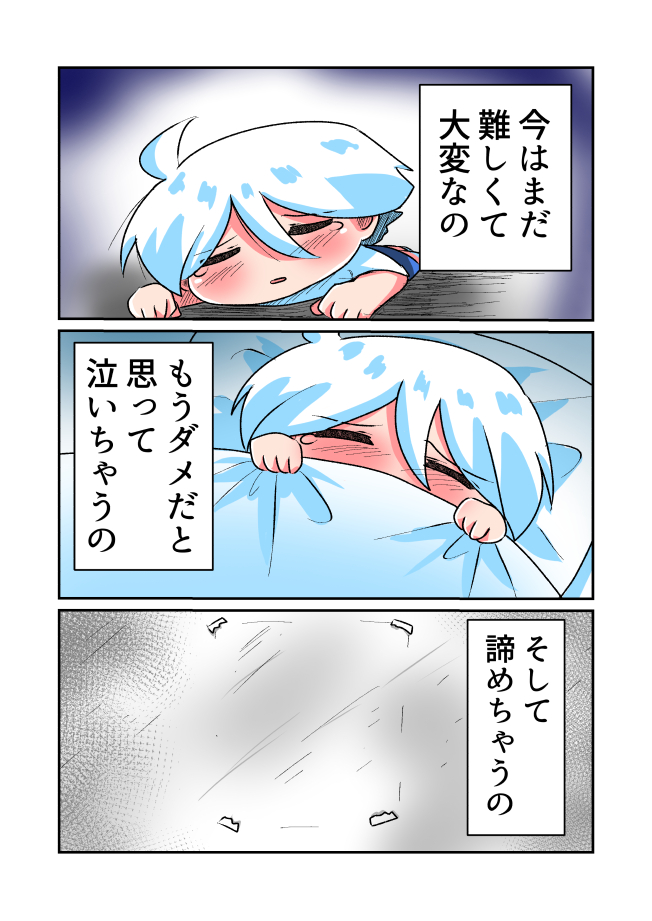 今はまだ
難しくて
大変なの
もうダメだと
思って
泣いちゃうの
そして
諦めちゃうの